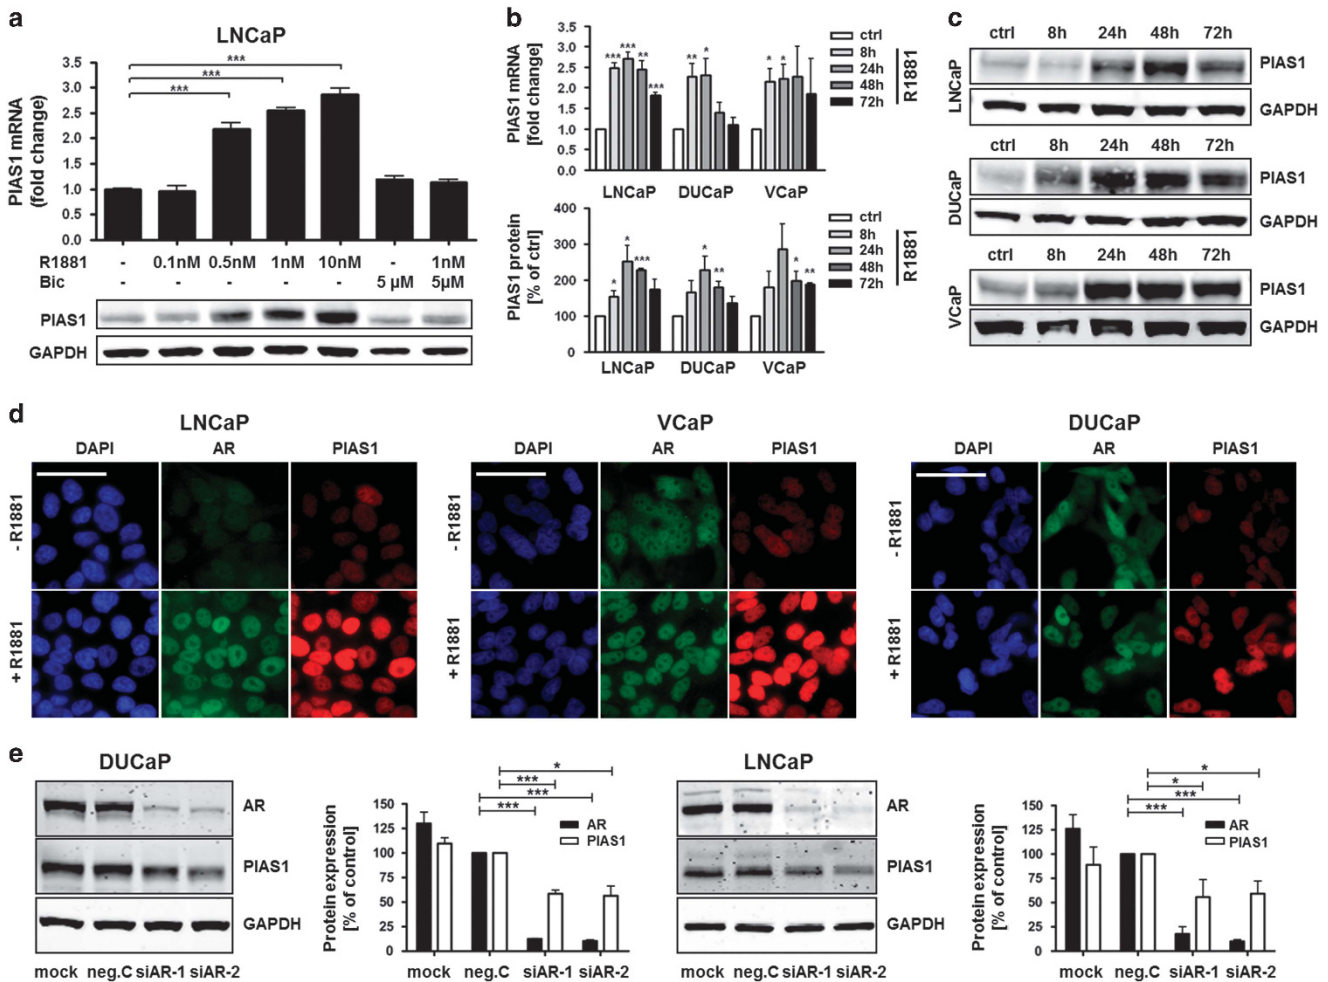 a
LNCaP
PIAS1 mRNA
(fold change)
3.5
3.0
2.5
2.0
1.5
1.0
0.5
0.0
***
***
***
R1881 - 0.1nM 0.5nM 1nM 10nM - 1nM
Bic - - - - - 5 µM 5µM
PIAS1
GAPDH
b
PIAS1 mRNA
[fold change]
3.5
3.0
2.5
2.0
1.5
1.0
0.5
0.0
*** *** ** *** ** * * *
LNCaP DUCaP VCaP
ctrl
8h
24h
48h
72h
R1881
PIAS1 protein
[% of ctrl]
400
300
200
100
0
* * *** * ** * **
LNCaP DUCaP VCaP
ctrl
8h
24h
48h
72h
R1881
c
ctrl 8h 24h 48h 72h
LNCaP
PIAS1
GAPDH
ctrl 8h 24h 48h 72h
DUCaP
PIAS1
GAPDH
ctrl 8h 24h 48h 72h
VCaP
PIAS1
GAPDH
d
LNCaP VCaP DUCaP
DAPI AR PIAS1 DAPI AR PIAS1 DAPI AR PIAS1
- R1881 - R1881 - R1881
+ R1881 + R1881 + R1881
e
DUCaP
AR
PIAS1
GAPDH
mock neg.C siAR-1 siAR-2
Protein expression
[% of control]
150
125
100
75
50
25
0
*
***
***
***
AR
PIAS1
mock neg.C siAR-1 siAR-2
LNCaP
AR
PIAS1
GAPDH
mock neg.C siAR-1 siAR-2
Protein expression
[% of control]
150
125
100
75
50
25
0
*
*
***
***
AR
PIAS1
mock neg.C siAR-1 siAR-2